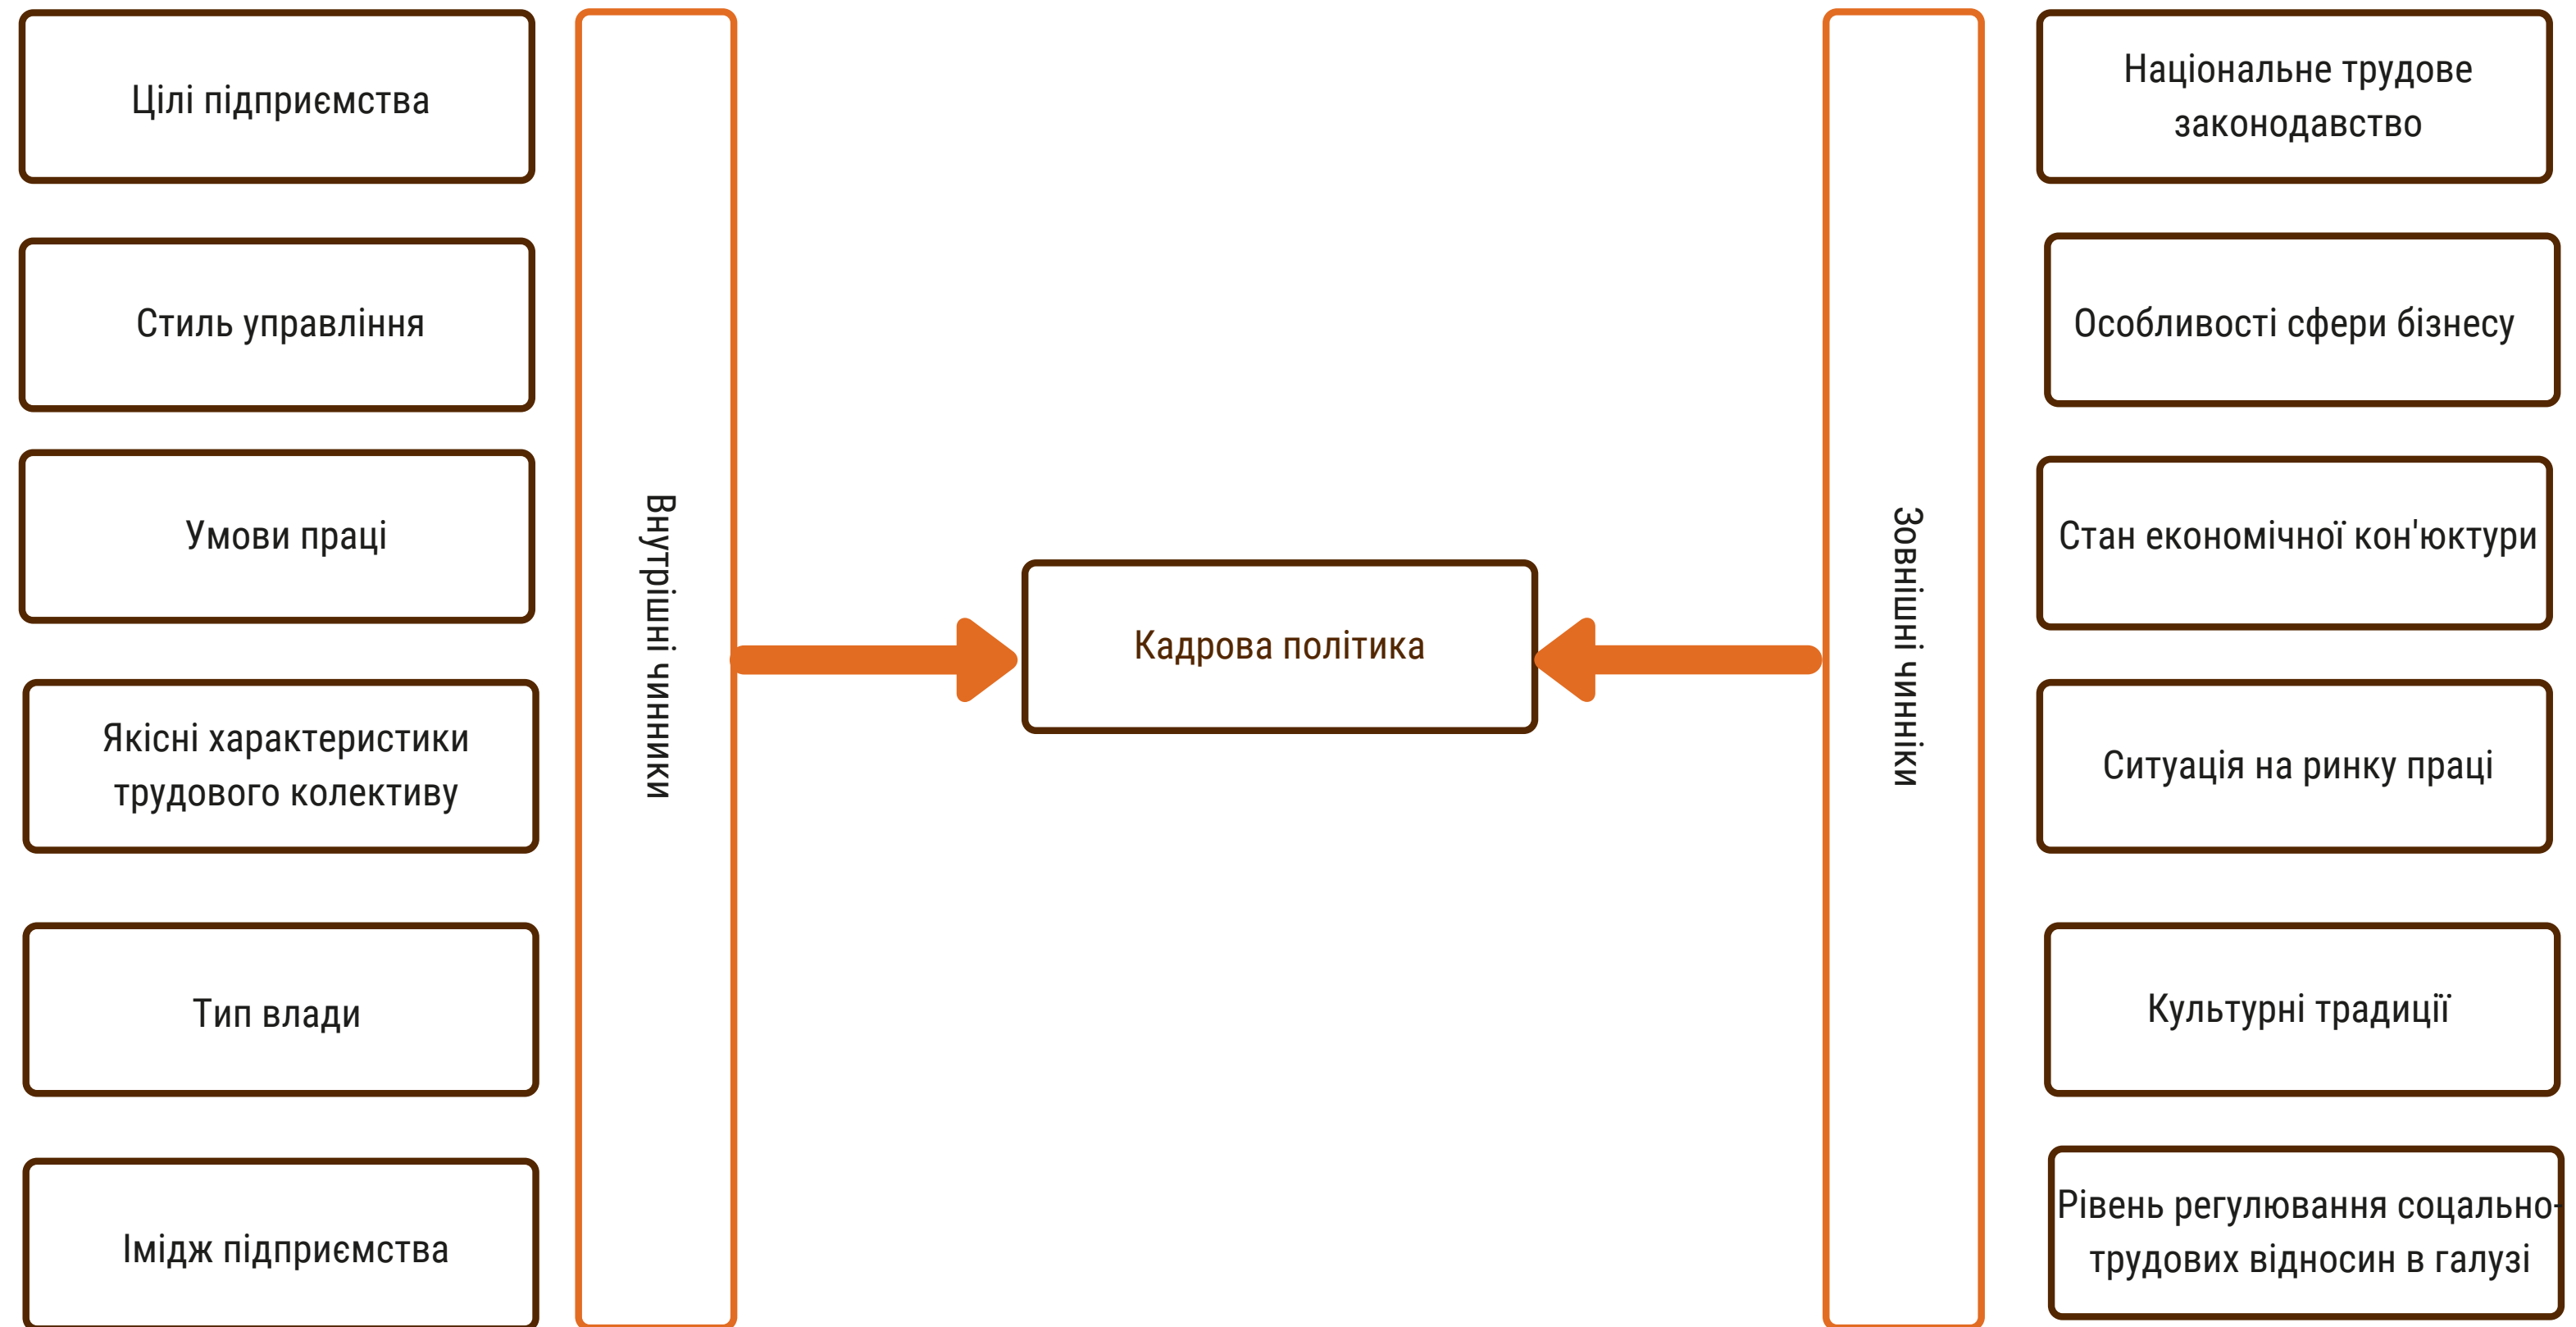 Цілі підприємства
Стиль управління
Умови праці
Якісні характеристики
трудового колективу
Тип влади
Імідж підприємства
Внутрішні чинники
Кадрова політика
Зовнішні чинніки
Національне трудове
законодавство
Особливості сфери бізнесу
Стан економічної кон'юктури
Ситуація на ринку праці
Культурні традиції
Рівень регулювання соцально-
трудових відносин в галузі